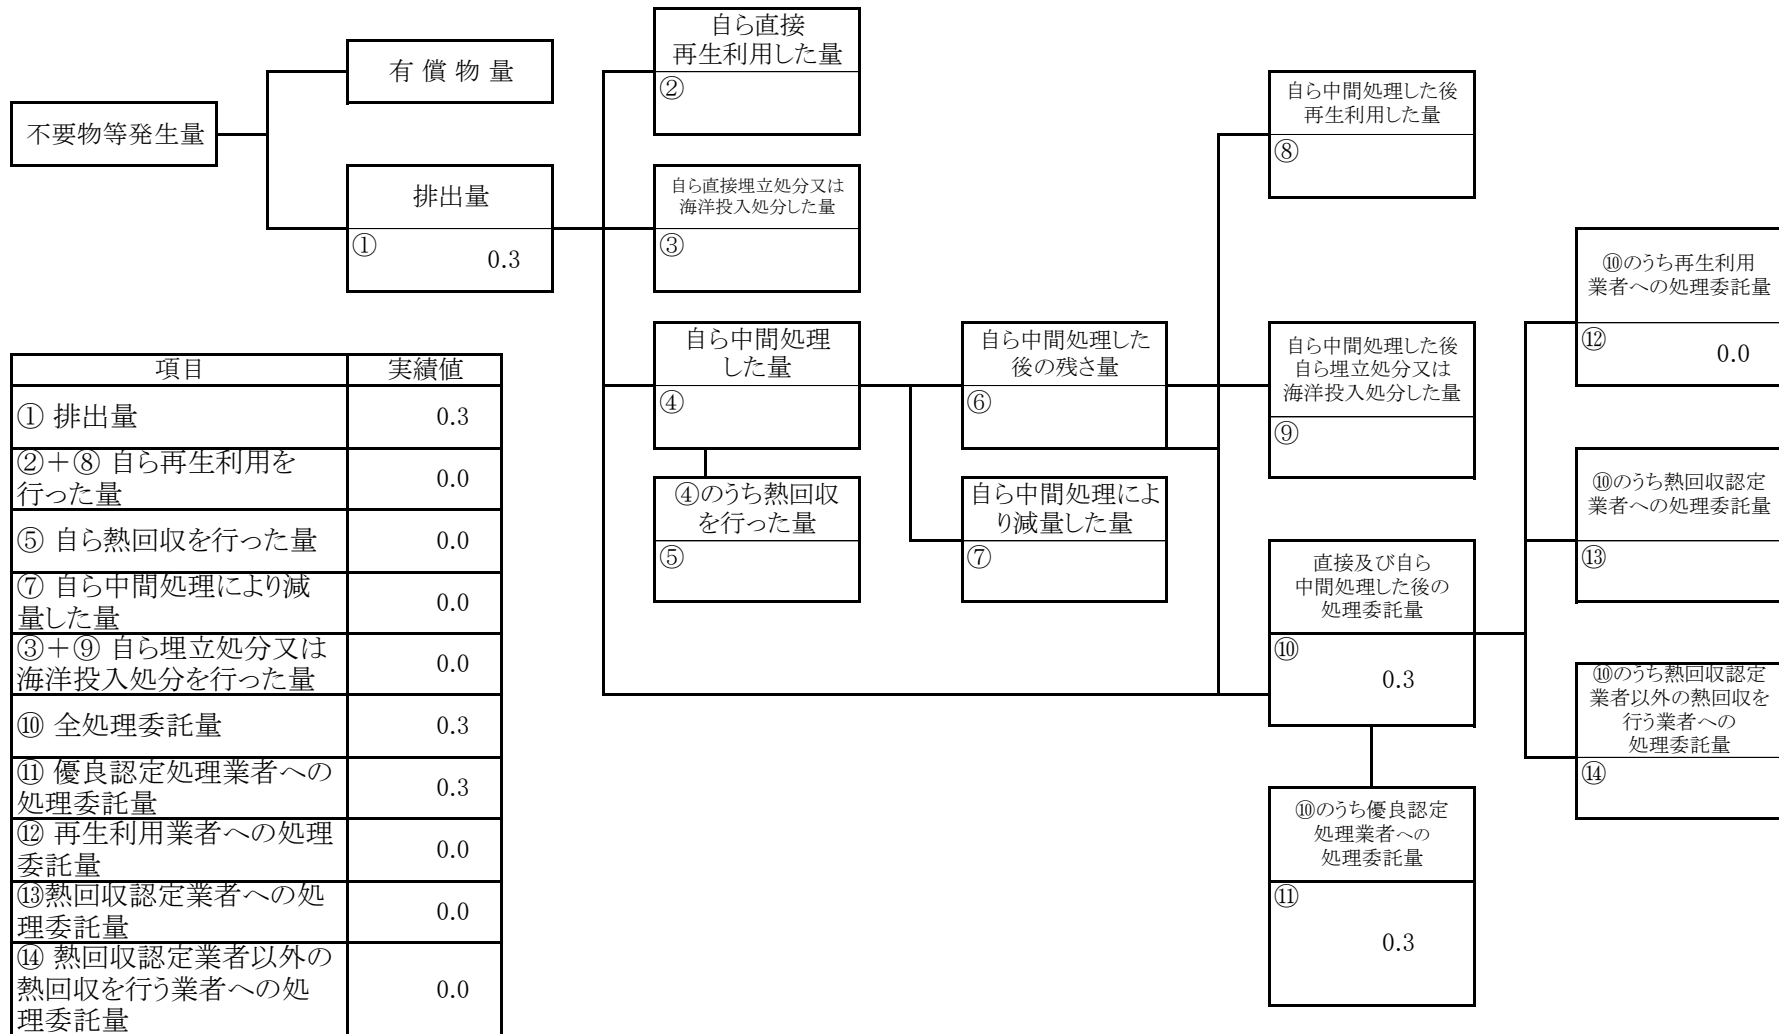 不要物等発生量
有 償 物 量
排出量
①
0.3
自ら直接
再生利用した量
②
自ら直接埋立処分又は
海洋投入処分した量
③
自ら中間処理
した量
④
④のうち熱回収
を行った量
⑤
自ら中間処理した
後の残さ量
⑥
自ら中間処理によ
り減量した量
⑦
自ら中間処理した後
再生利用した量
⑧
自ら中間処理した後
自ら埋立処分又は
海洋投入処分した量
⑨
直接及び自ら
中間処理した後の
処理委託量
⑩
0.3
⑩のうち優良認定
処理業者への
処理委託量
⑪
0.3
⑩のうち再生利用
業者への処理委託量
⑫
0.0
⑩のうち熱回収認定
業者への処理委託量
⑬
⑩のうち熱回収認定
業者以外の熱回収を
行う業者への
処理委託量
⑭
項目 実績値
① 排出量 0.3
②+⑧ 自ら再生利用を
行った量 0.0
⑤ 自ら熱回収を行った量 0.0
⑦ 自ら中間処理により減
量した量 0.0
③+⑨ 自ら埋立処分又は
海洋投入処分を行った量 0.0
⑩ 全処理委託量 0.3
⑪ 優良認定処理業者への
処理委託量 0.3
⑫ 再生利用業者への処理
委託量 0.0
⑬熱回収認定業者への処
理委託量 0.0
⑭ 熱回収認定業者以外の
熱回収を行う業者への処
理委託量 0.0